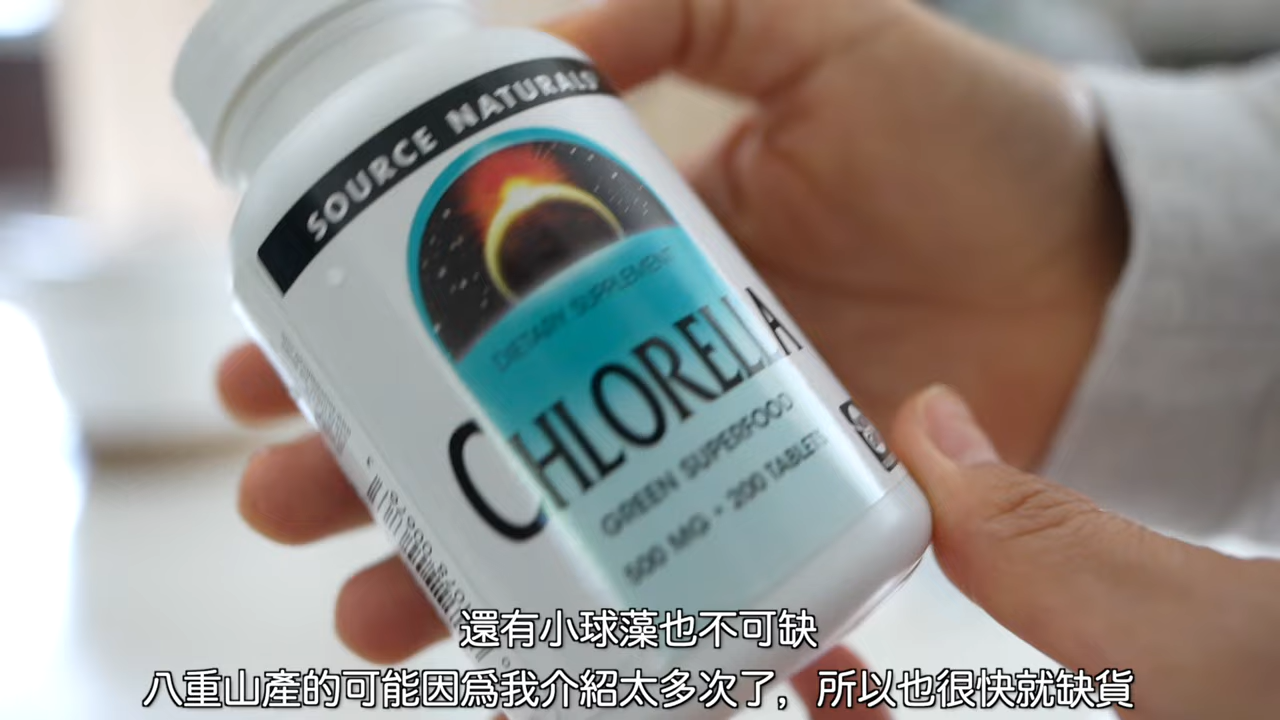 SOURCE NATURALS
DIETARY SUPPLEMENT
CHLORELLA
GREEN SUPERFOOD
500 MG • 200 TABLETS
還有小球藻也不可缺
八重山產的可能因爲我介紹太多次了，所以也很快就缺貨